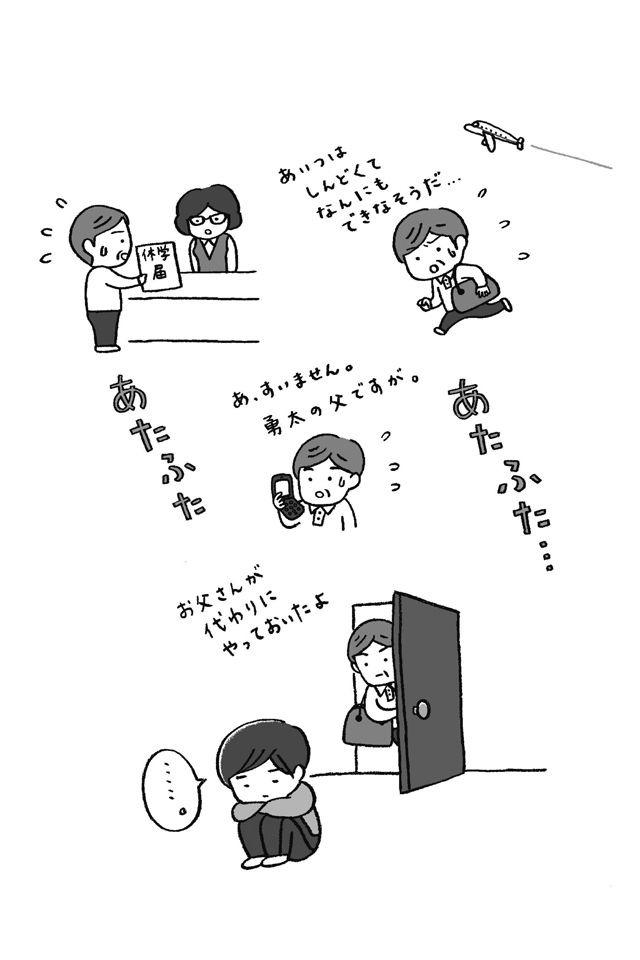 あいつは
しんどくて
なんにも
できなそうだ…
休学
届
あ、すいません。
勇太の父ですが。
あたふた
あたふた…
お父さんが
代わりに
やっておいたよ
……。